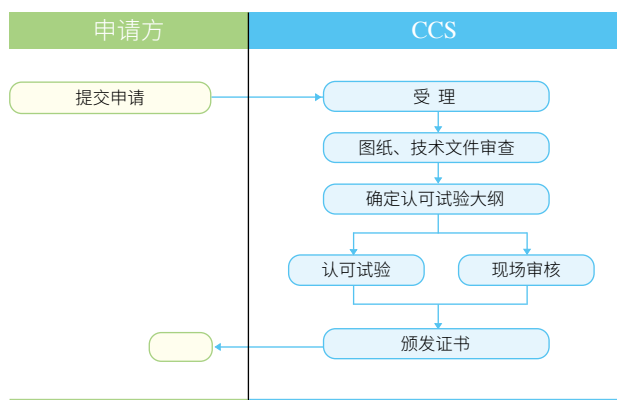 申请方
CCS
提交申请
受 理
图纸、技术文件审查
确定认可试验大纲
认可试验
现场审核
颁发证书